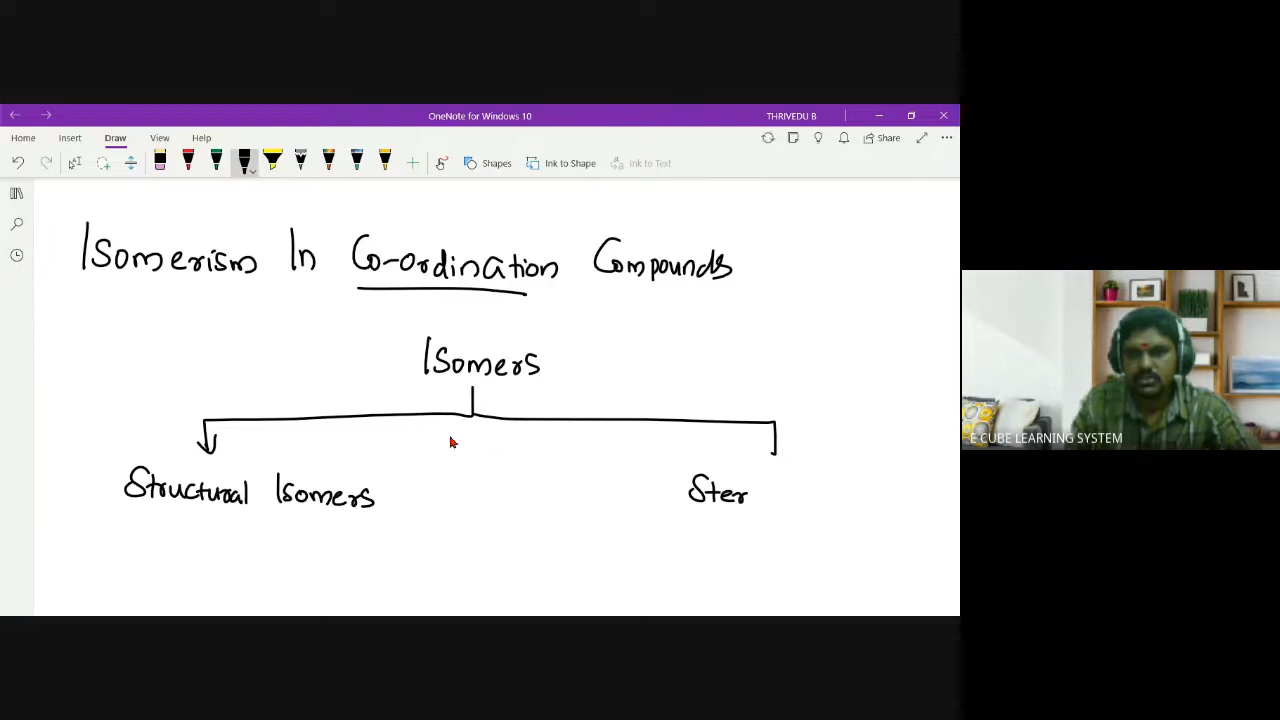 OneNote for Windows 10
THRIVEDU B
Home Insert Draw View Help
Share
Shapes Ink to Shape Ink to Text
Isomerism In Co-ordination Compounds
Isomers
Structural Isomers Ster
E CUBE LEARNING SYSTEM